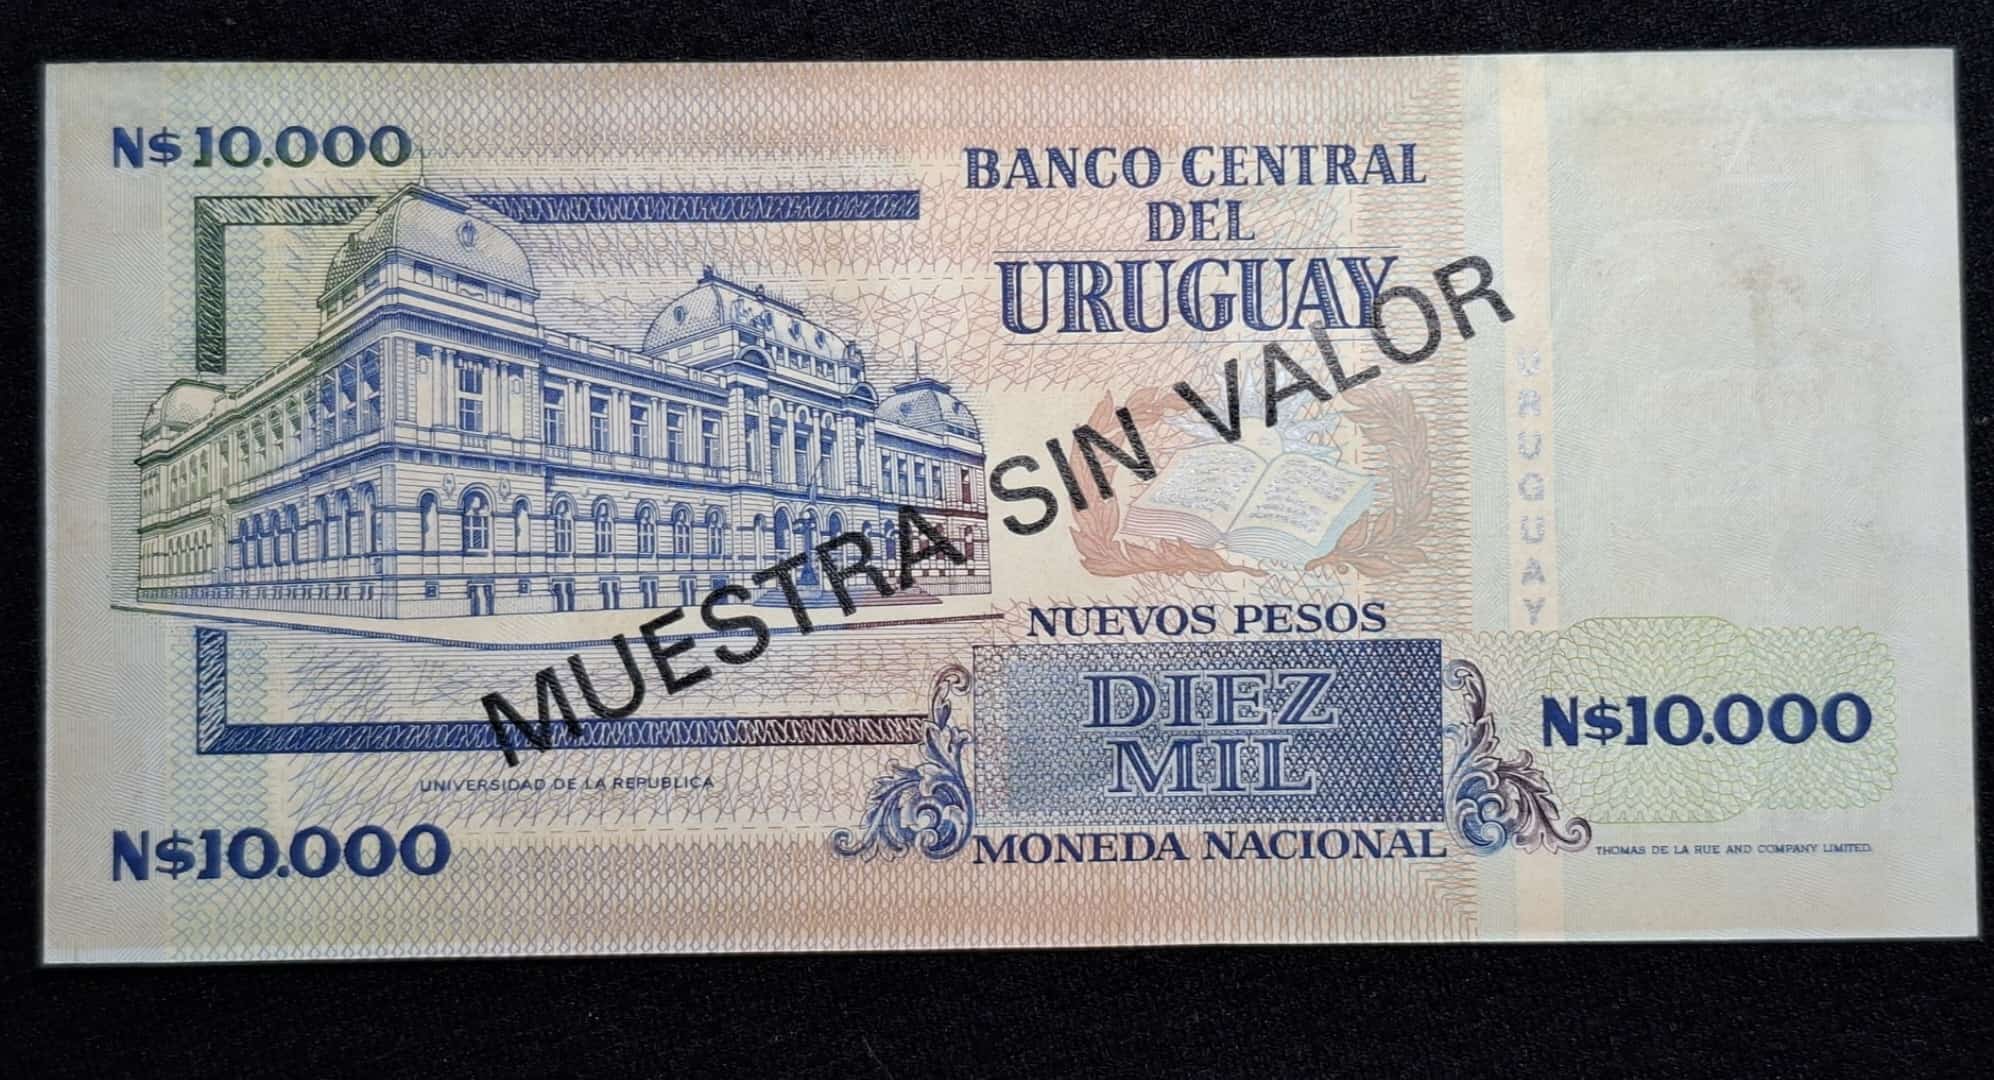 N$10.000
BANCO CENTRAL
DEL
URUGUAY
MUESTRA SIN VALOR
URUGUAY
NUEVOS PESOS
DIEZ
MIL
MONEDA NACIONAL
UNIVERSIDAD DE LA REPUBLICA
N$10.000
N$10.000
THOMAS DE LA RUE AND COMPANY LIMITED.